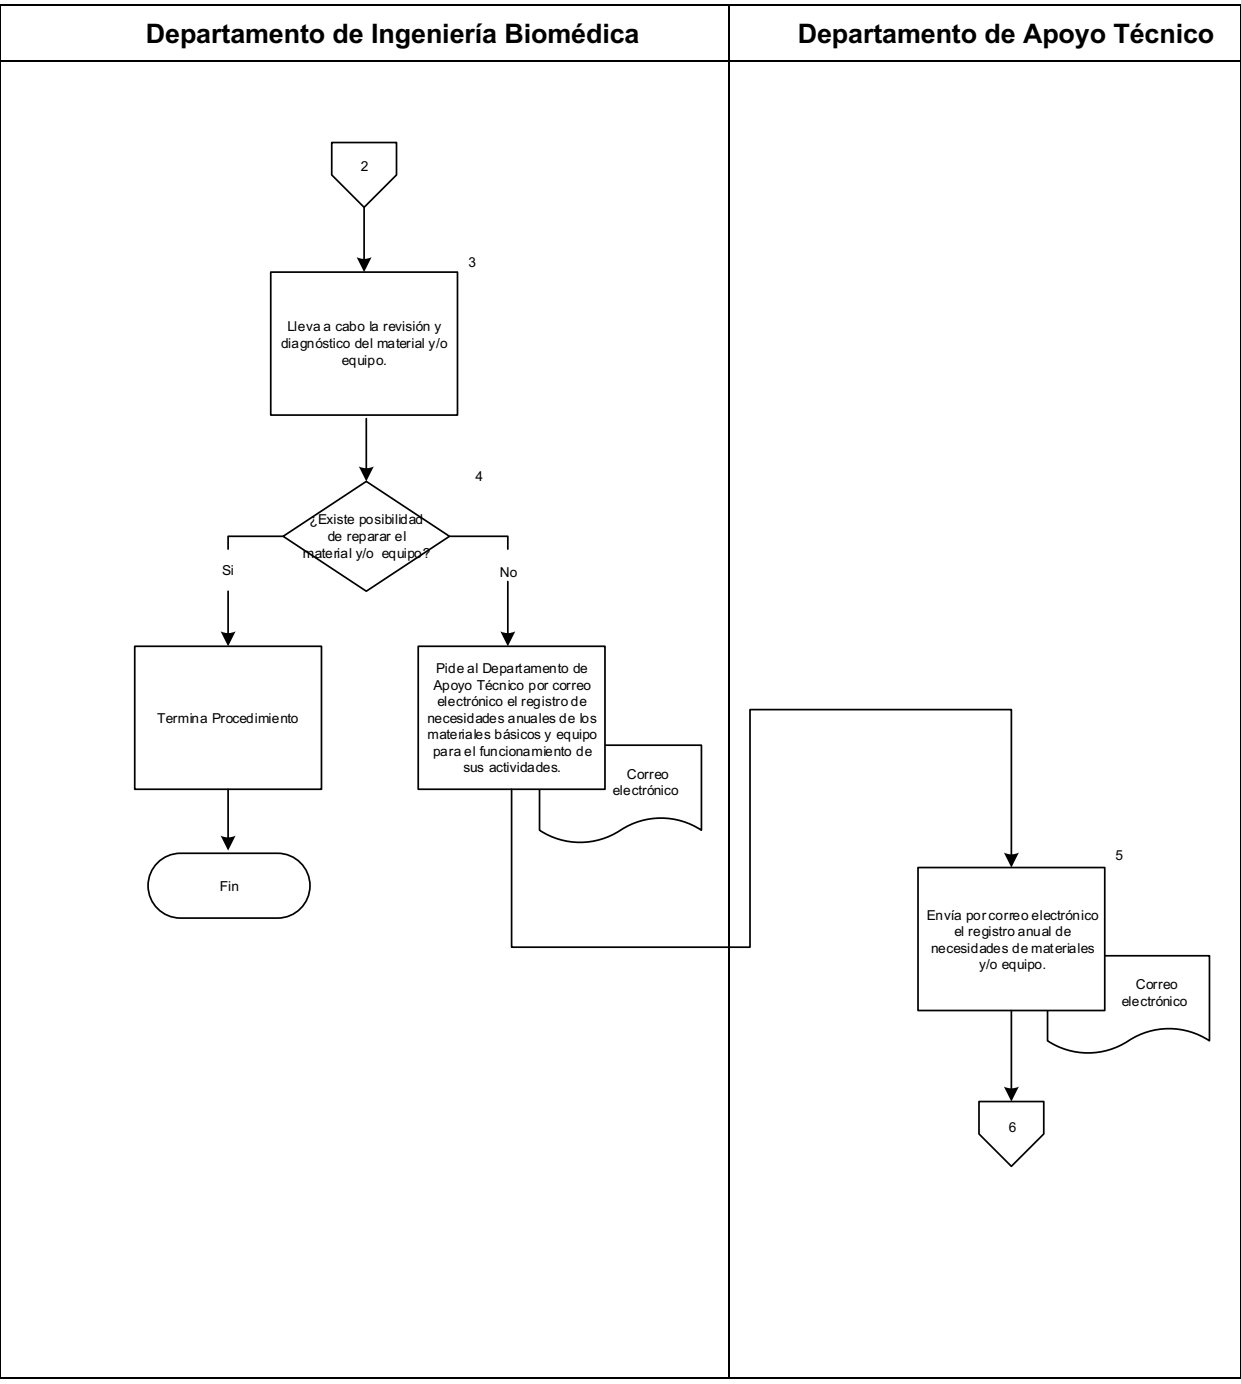 Departamento de Ingeniería Biomédica
Departamento de Apoyo Técnico
2
3
Lleva a cabo la revisión y
diagnóstico del material y/o
equipo.
4
¿Existe posibilidad
de reparar el
material y/o equipo?
Si
No
Termina Procedimiento
Pide al Departamento de
Apoyo Técnico por correo
electrónico el registro de
necesidades anuales de los
materiales básicos y equipo
para el funcionamiento de
sus actividades.
Correo
electrónico
Fin
5
Envía por correo electrónico
el registro anual de
necesidades de materiales
y/o equipo.
Correo
electrónico
6